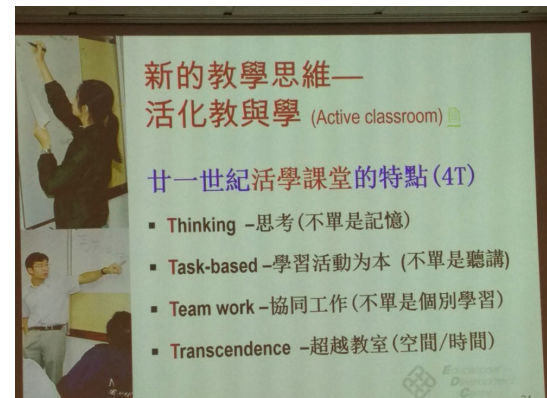 新的教學思維—
活化教與學 (Active classroom)
廿一世紀活學課堂的特點(4T)
▪ Thinking –思考(不單是記憶)
▪ Task-based –學習活動为本 (不單是聽講)
▪ Team work –協同工作(不單是個別學習)
▪ Transcendence –超越教室(空間/時間)
Educational
Development
Centre